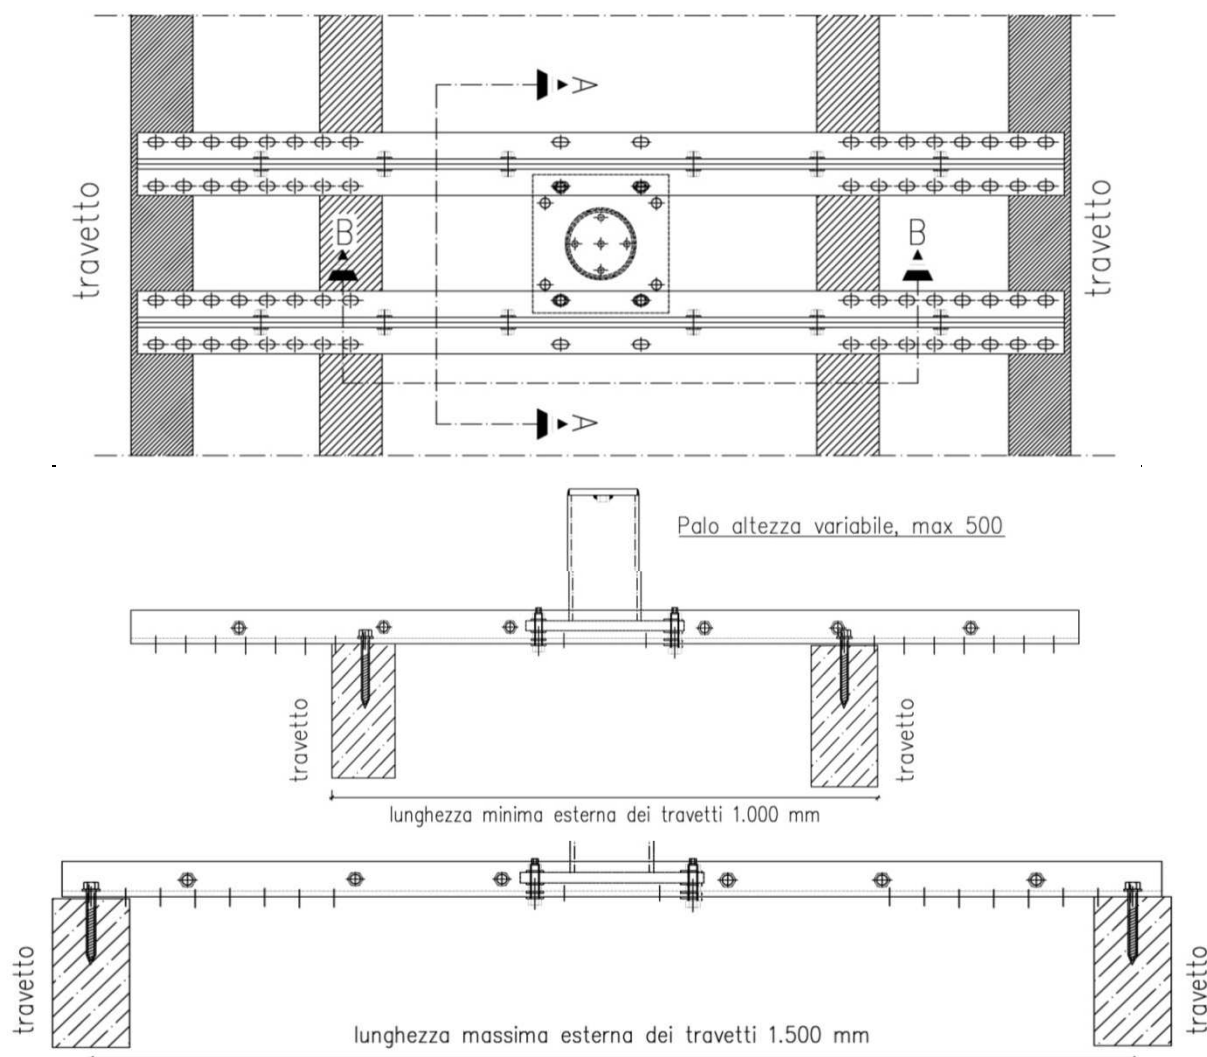 A
travetto
travetto
B
B
A
Palo altezza variabile, max 500
travetto
travetto
lunghezza minima esterna dei travetti 1.000 mm
travetto
travetto
lunghezza massima esterna dei travetti 1.500 mm